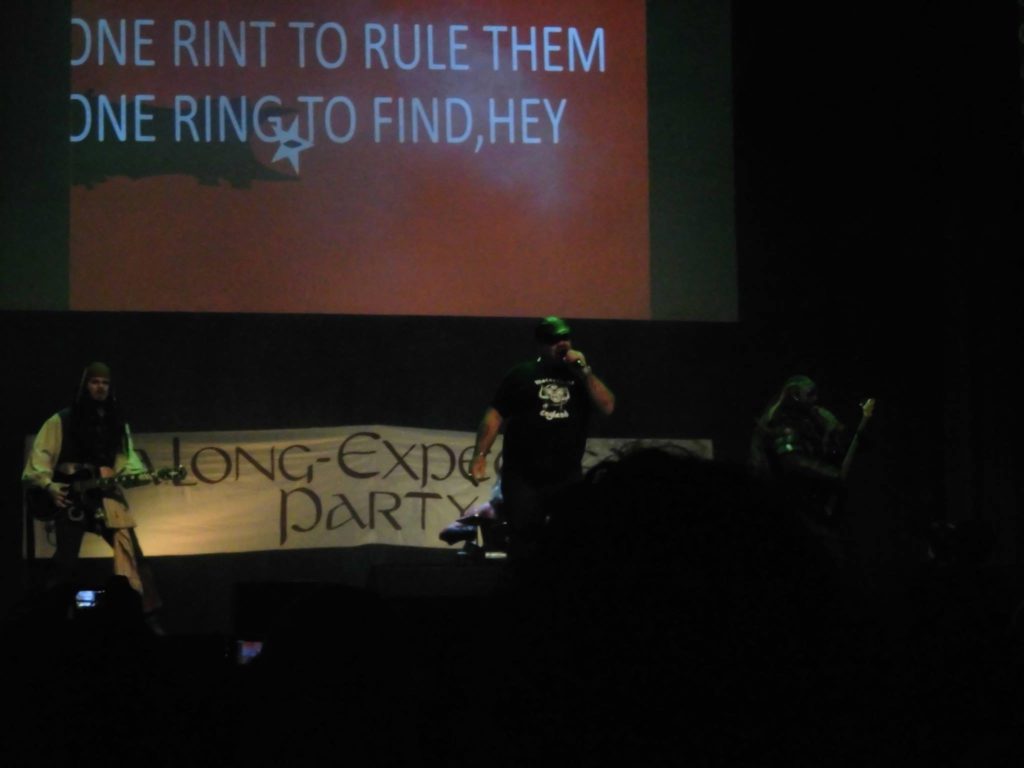 ONE RINT TO RULE THEM
ONE RING TO FIND,HEY
LONG-EXPE
PARTY